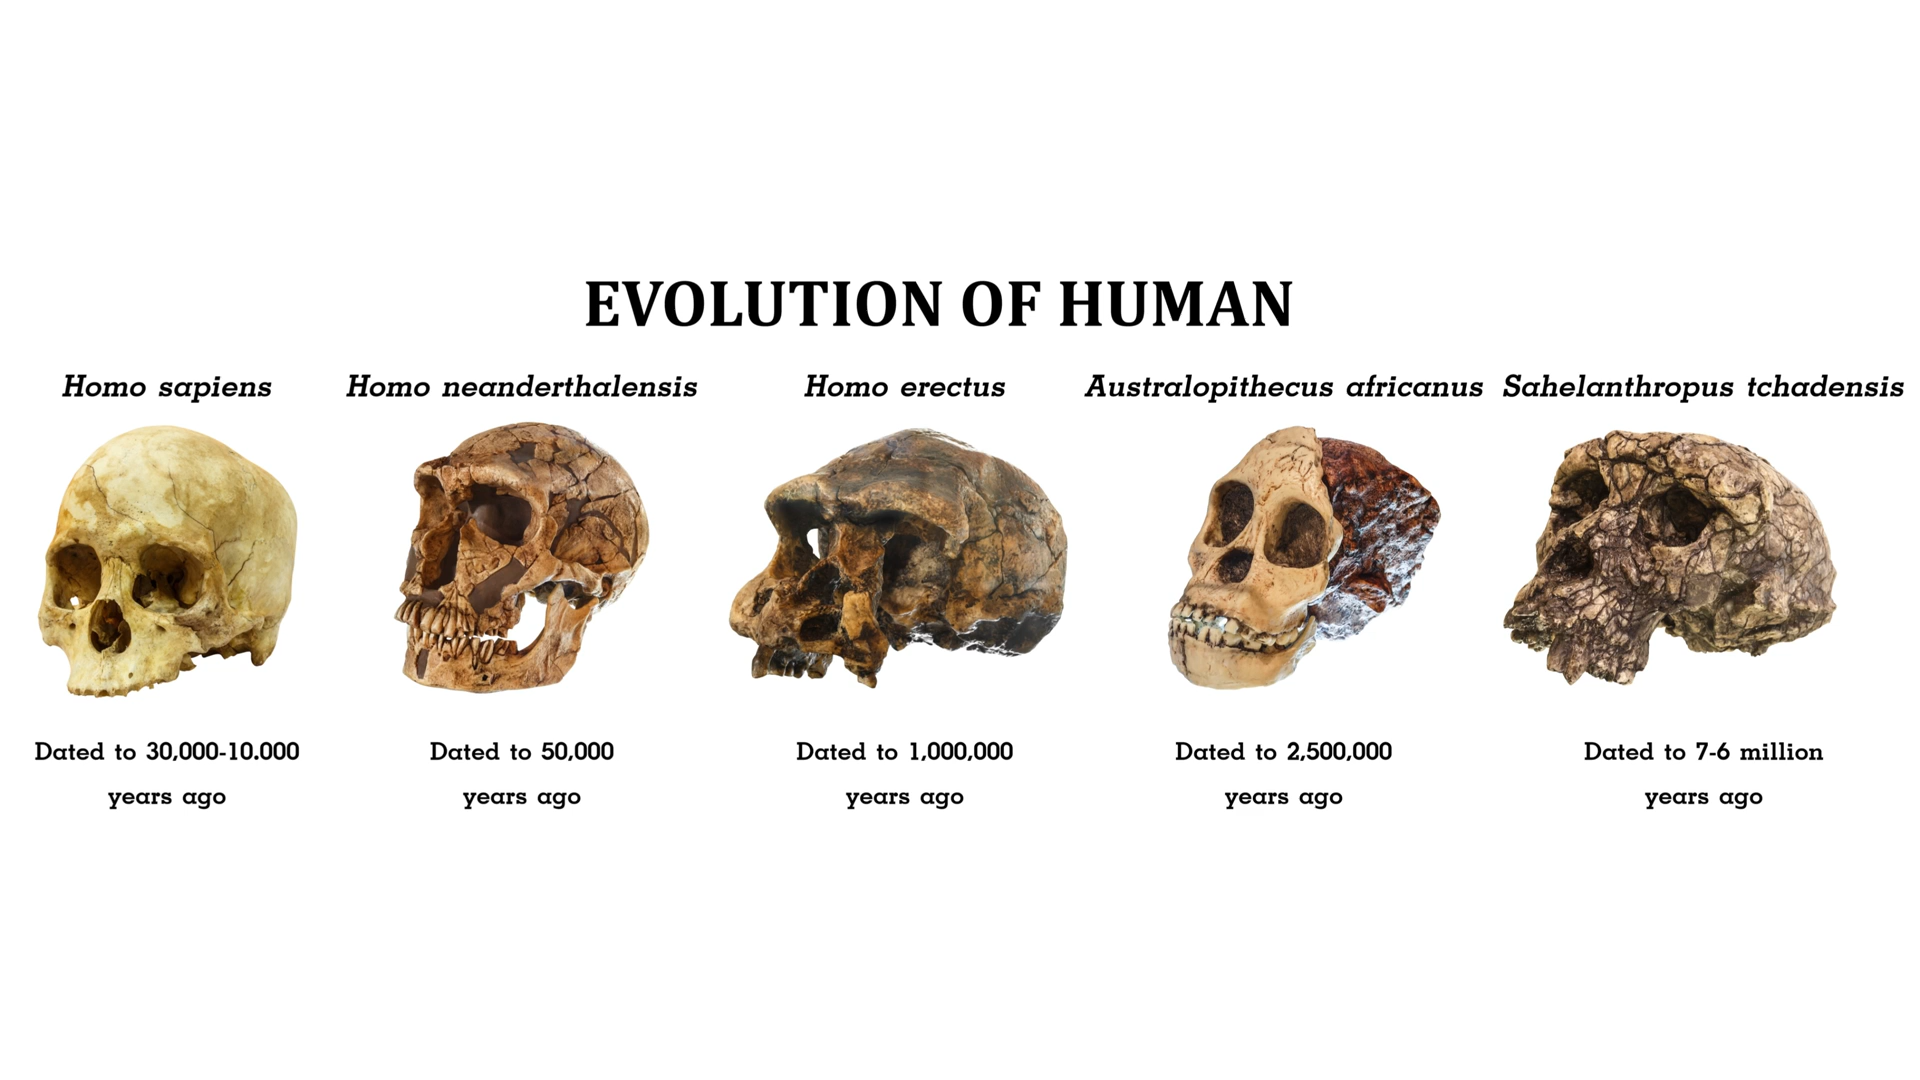 EVOLUTION OF HUMAN
Homo sapiens
Homo neanderthalensis
Homo erectus
Australopithecus africanus
Sahelanthropus tchadensis
Dated to 30,000-10.000
years ago
Dated to 50,000
years ago
Dated to 1,000,000
years ago
Dated to 2,500,000
years ago
Dated to 7-6 million
years ago